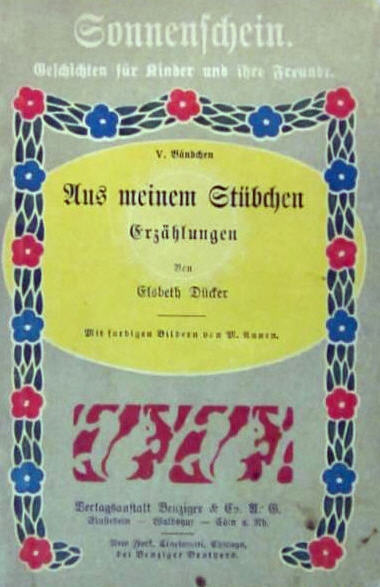 Sonnenschein.
Geschichten für Kinder und ihre Freunde.
V. Bändchen
Aus meinem Stübchen
Erzählungen
Von
Elsbeth Dücker
Mit farbigen Bildern von M. Annen.
Verlagsanstalt Benziger & Co. A. G.
Einsiedeln — Waldshut — Cöln a. Rh.
New York, Cincinnati, Chicago,
bei Benziger Brothers.